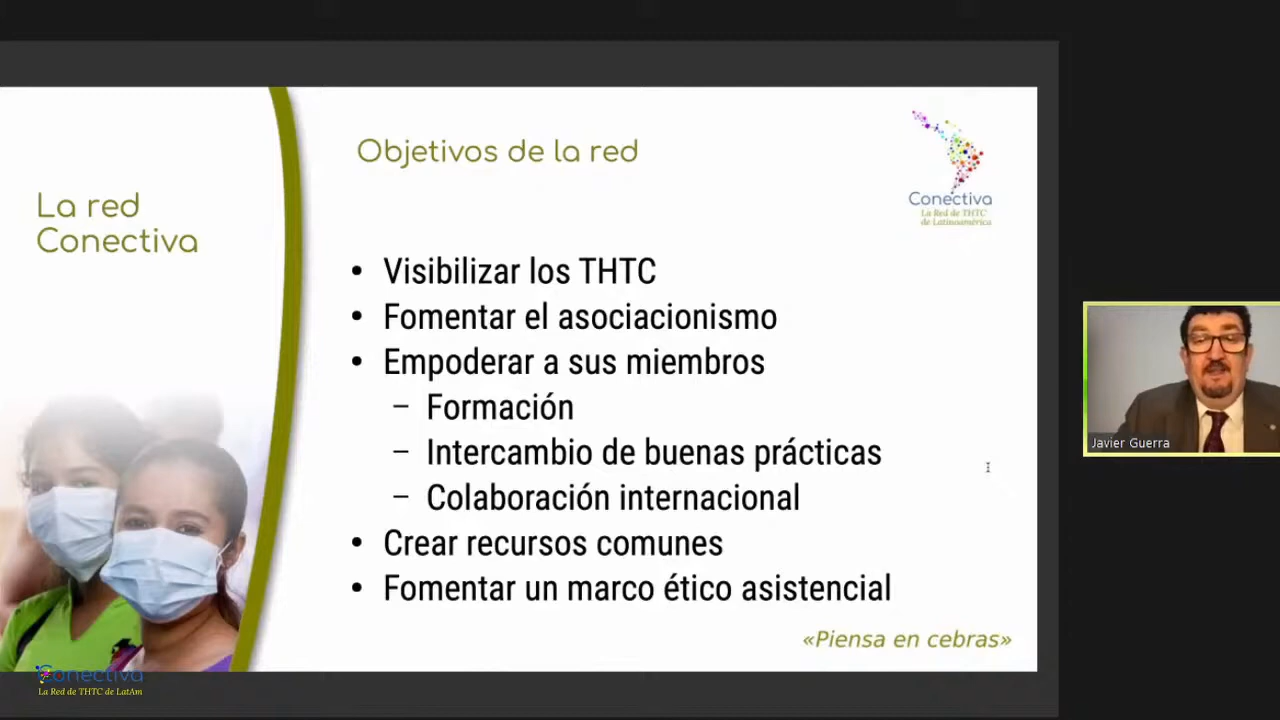 La red
Conectiva
Objetivos de la red
Conectiva
La Red de THTC
de Latinoamérica
• Visibilizar los THTC
• Fomentar el asociacionismo
• Empoderar a sus miembros
– Formación
– Intercambio de buenas prácticas
– Colaboración internacional
• Crear recursos comunes
• Fomentar un marco ético asistencial
«Piensa en cebras»
Javier Guerra
Conectiva
La Red de THTC de LatAm